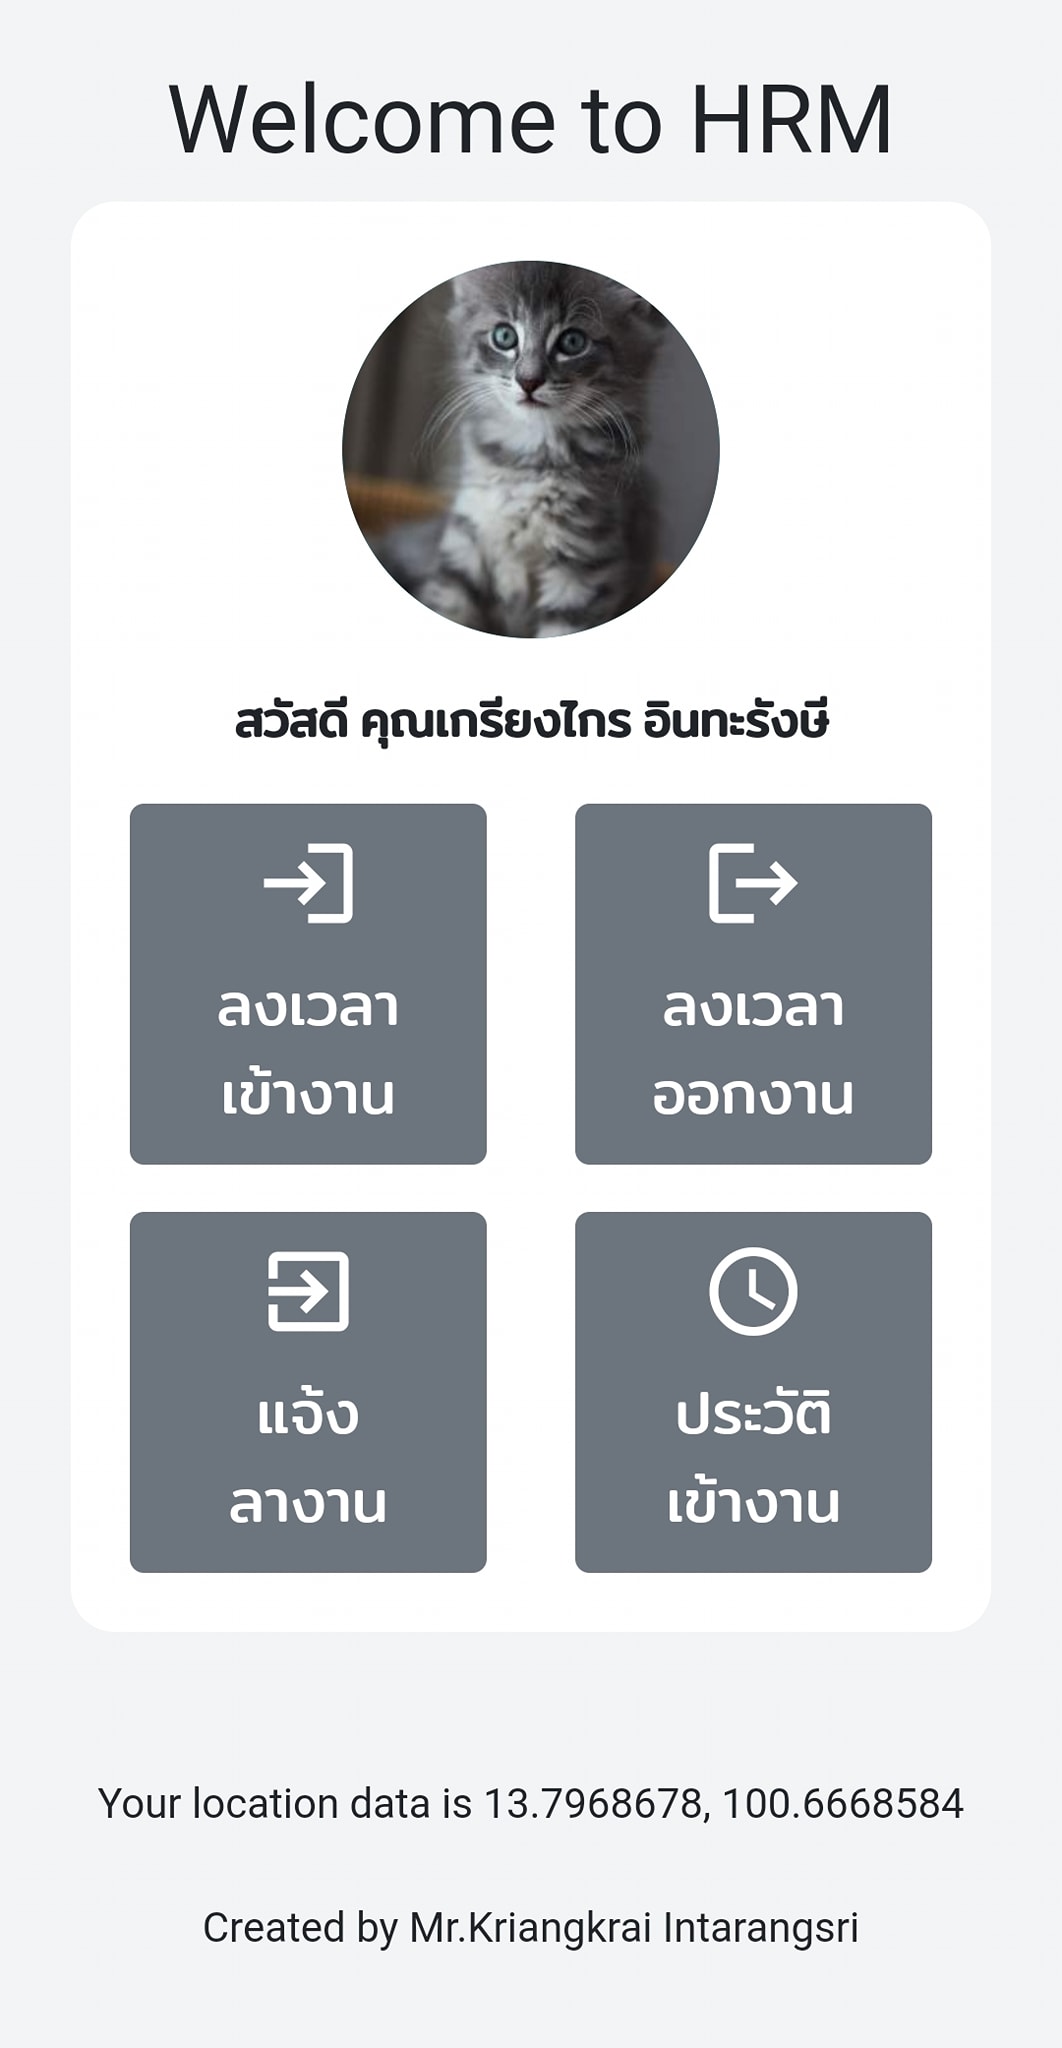 Welcome to HRM
สวัสดี คุณเกรียงไกร อินทะรังษี
ลงเวลา
เข้างาน
ลงเวลา
ออกงาน
แจ้ง
ลางาน
ประวัติ
เข้างาน
Your location data is 13.7968678, 100.6668584
Created by Mr.Kriangkrai Intarangsri